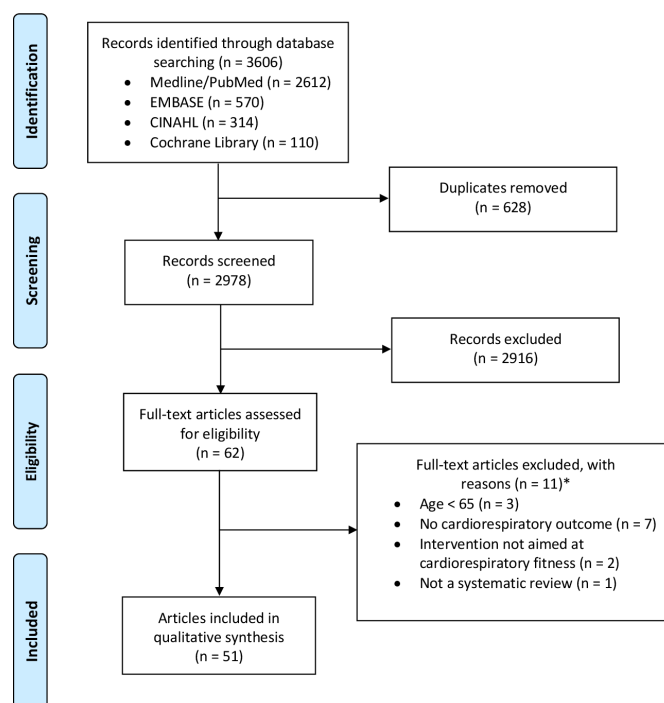 Identification
Records identified through database
searching (n = 3606)
• Medline/PubMed (n = 2612)
• EMBASE (n = 570)
• CINAHL (n = 314)
• Cochrane Library (n = 110)
Duplicates removed
(n = 628)
Screening
Records screened
(n = 2978)
Records excluded
(n = 2916)
Eligibility
Full-text articles assessed
for eligibility
(n = 62)
Full-text articles excluded, with
reasons (n = 11)*
• Age < 65 (n = 3)
• No cardiorespiratory outcome (n = 7)
• Intervention not aimed at
cardiorespiratory fitness (n = 2)
• Not a systematic review (n = 1)
Included
Articles included in
qualitative synthesis
(n = 51)